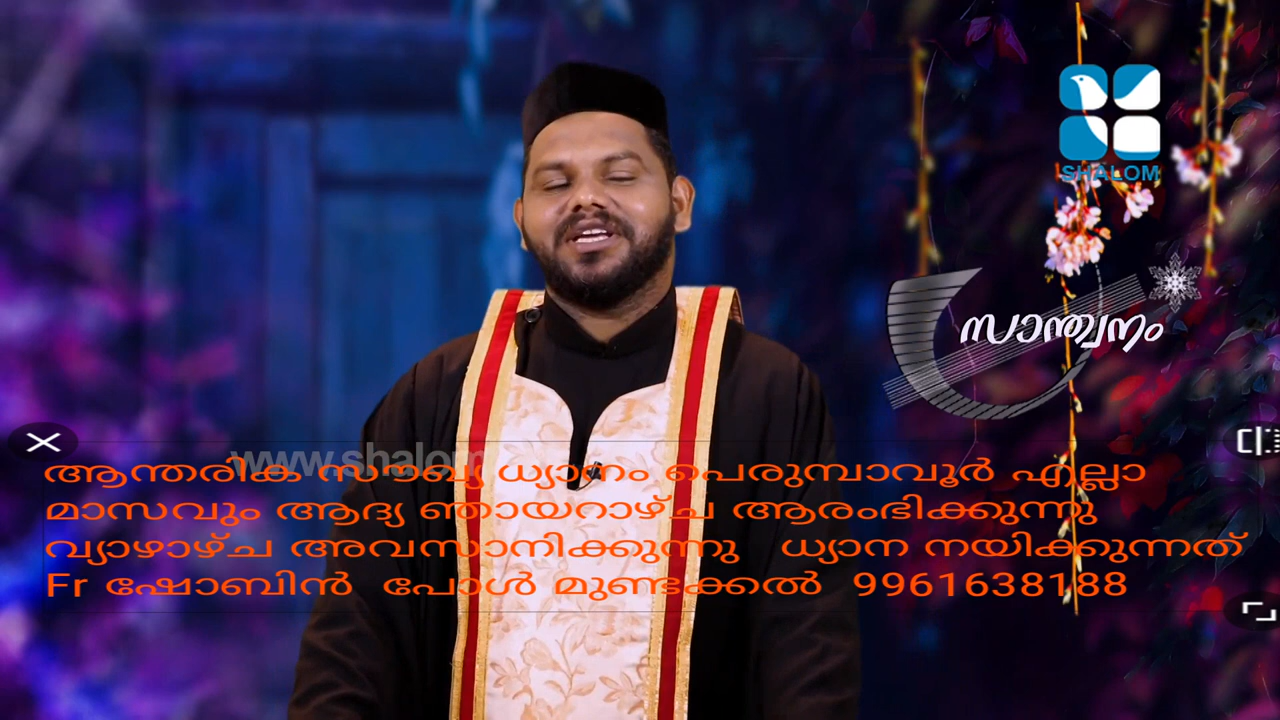 SHALOM
സാന്ത്വനം
www.shalom
ആന്തരിക സൗഖ്യ ധ്യാനം പെരുമ്പാവൂർ എല്ലാ
മാസവും ആദ്യ ഞായറാഴ്ച ആരംഭിക്കുന്നു
വ്യാഴാഴ്ച അവസാനിക്കുന്നു ധ്യാന നയിക്കുന്നത്
Fr ഷോബിൻ പോൾ മുണ്ടക്കൽ 9961638188